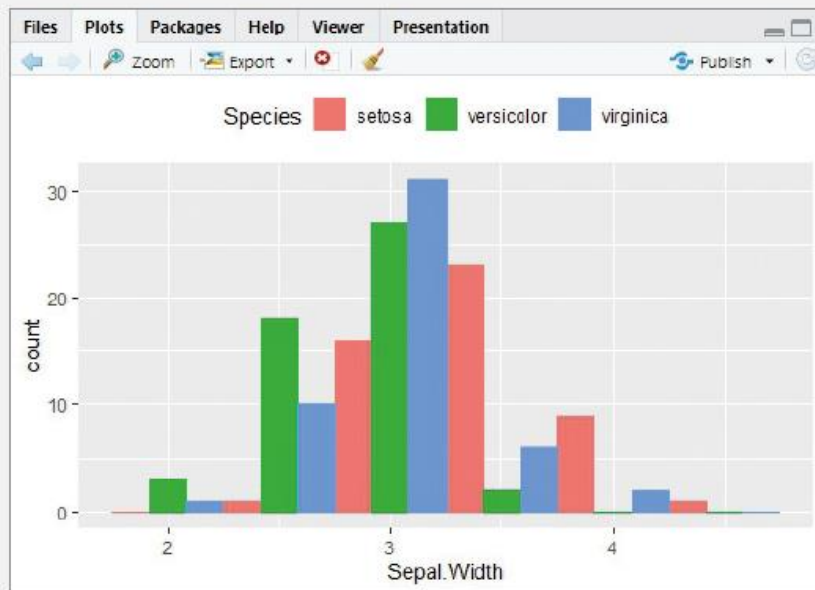 Files Plots Packages Help Viewer Presentation
Zoom Export Publish
Species setosa versicolor virginica
30
20
10
0
count
2 3 4
Sepal.Width